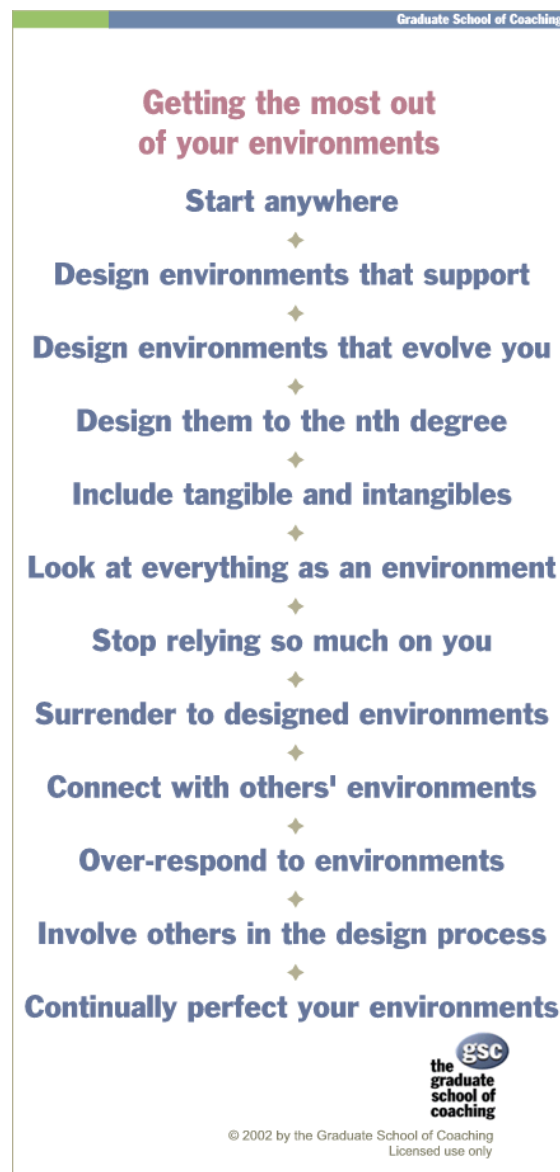 Graduate School of Coaching
Getting the most out
of your environments
Start anywhere
Design environments that support
Design environments that evolve you
Design them to the nth degree
Include tangible and intangibles
Look at everything as an environment
Stop relying so much on you
Surrender to designed environments
Connect with others' environments
Over-respond to environments
Involve others in the design process
Continually perfect your environments
gsc
the
graduate
school of
coaching
© 2002 by the Graduate School of Coaching
Licensed use only